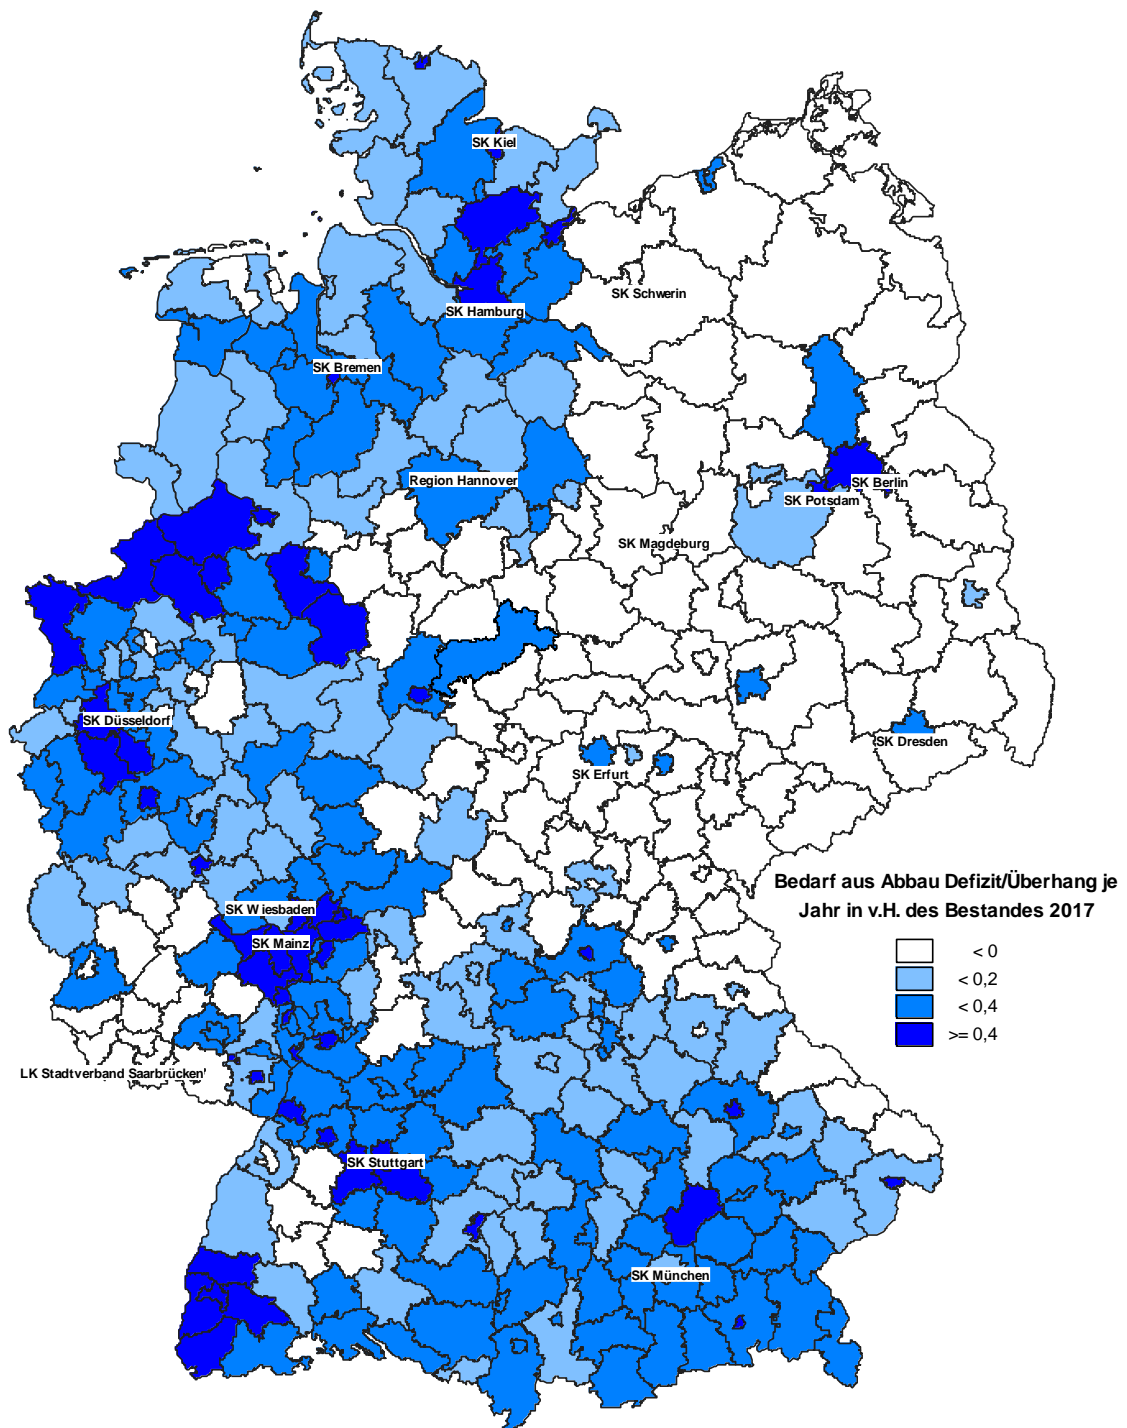 SK Kiel
SK Schwerin
SK Hamburg
SK Bremen
Region Hannover
SK Berlin
SK Potsdam
SK Magdeburg
SK Düsseldorf
SK Dresden
SK Erfurt
Bedarf aus Abbau Defizit/Überhang je
Jahr in v.H. des Bestandes 2017
< 0
< 0,2
< 0,4
>= 0,4
SK Wiesbaden
SK Mainz
LK Stadtverband Saarbrücken
SK Stuttgart
SK München